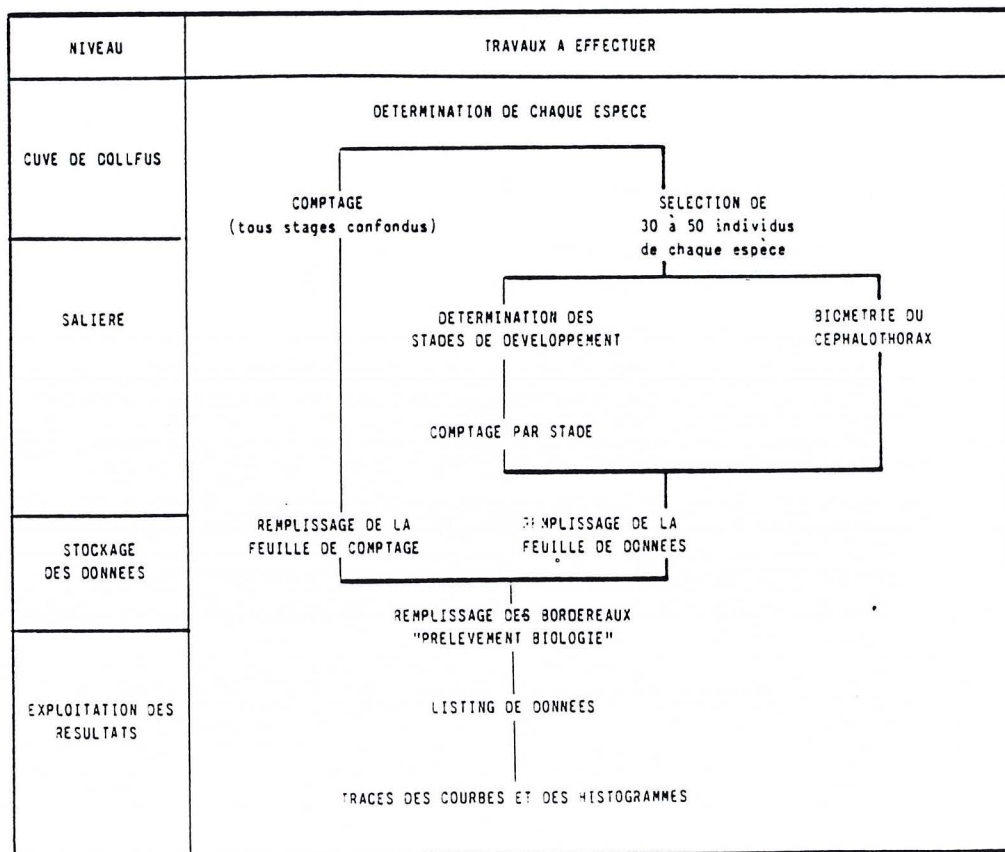 NIVEAU
TRAVAUX A EFFECTUER
DETERMINATION DE CHAQUE ESPECE
CUVE DE DOLLFUS
COMPTAGE
(tous stages confondus)
SELECTION DE
30 à 50 individus
de chaque espèce
SALIERE
DETERMINATION DES
STADES DE DEVELOPPEMENT
BIOMETRIE DU
CEPHALOTHORAX
COMPTAGE PAR STADE
STOCKAGE
DES DONNEES
REMPLISSAGE DE LA
FEUILLE DE COMPTAGE
REMPLISSAGE DE LA
FEUILLE DE DONNEES
REMPLISSAGE DES BORDEREAUX
"PRELEVEMENT BIOLOGIE"
EXPLOITATION DES
RESULTATS
LISTING DE DONNEES
TRACES DES COURBES ET DES HISTOGRAMMES